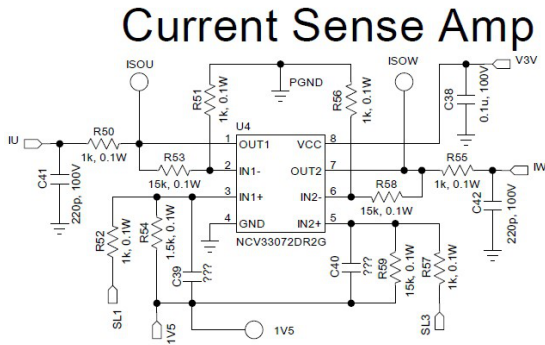 Current Sense Amp
ISOU
ISOW
V3V
PGND
R51
1k, 0.1W
R56
1k, 0.1W
C38
0.1u, 100V
IU
R50
1k, 0.1W
U4
1
OUT1
VCC
8
R53
15k, 0.1W
2
IN1-
OUT2
7
R55
1k, 0.1W
IW
C41
220p, 100V
3
IN1+
IN2-
6
R58
15k, 0.1W
C42
220p, 100V
4
GND
IN2+
5
NCV33072DR2G
R52
1k, 0.1W
R54
1.5k, 0.1W
C39
???
C40
???
R59
15k, 0.1W
R57
1k, 0.1W
SL1
1V5
1V5
SL3